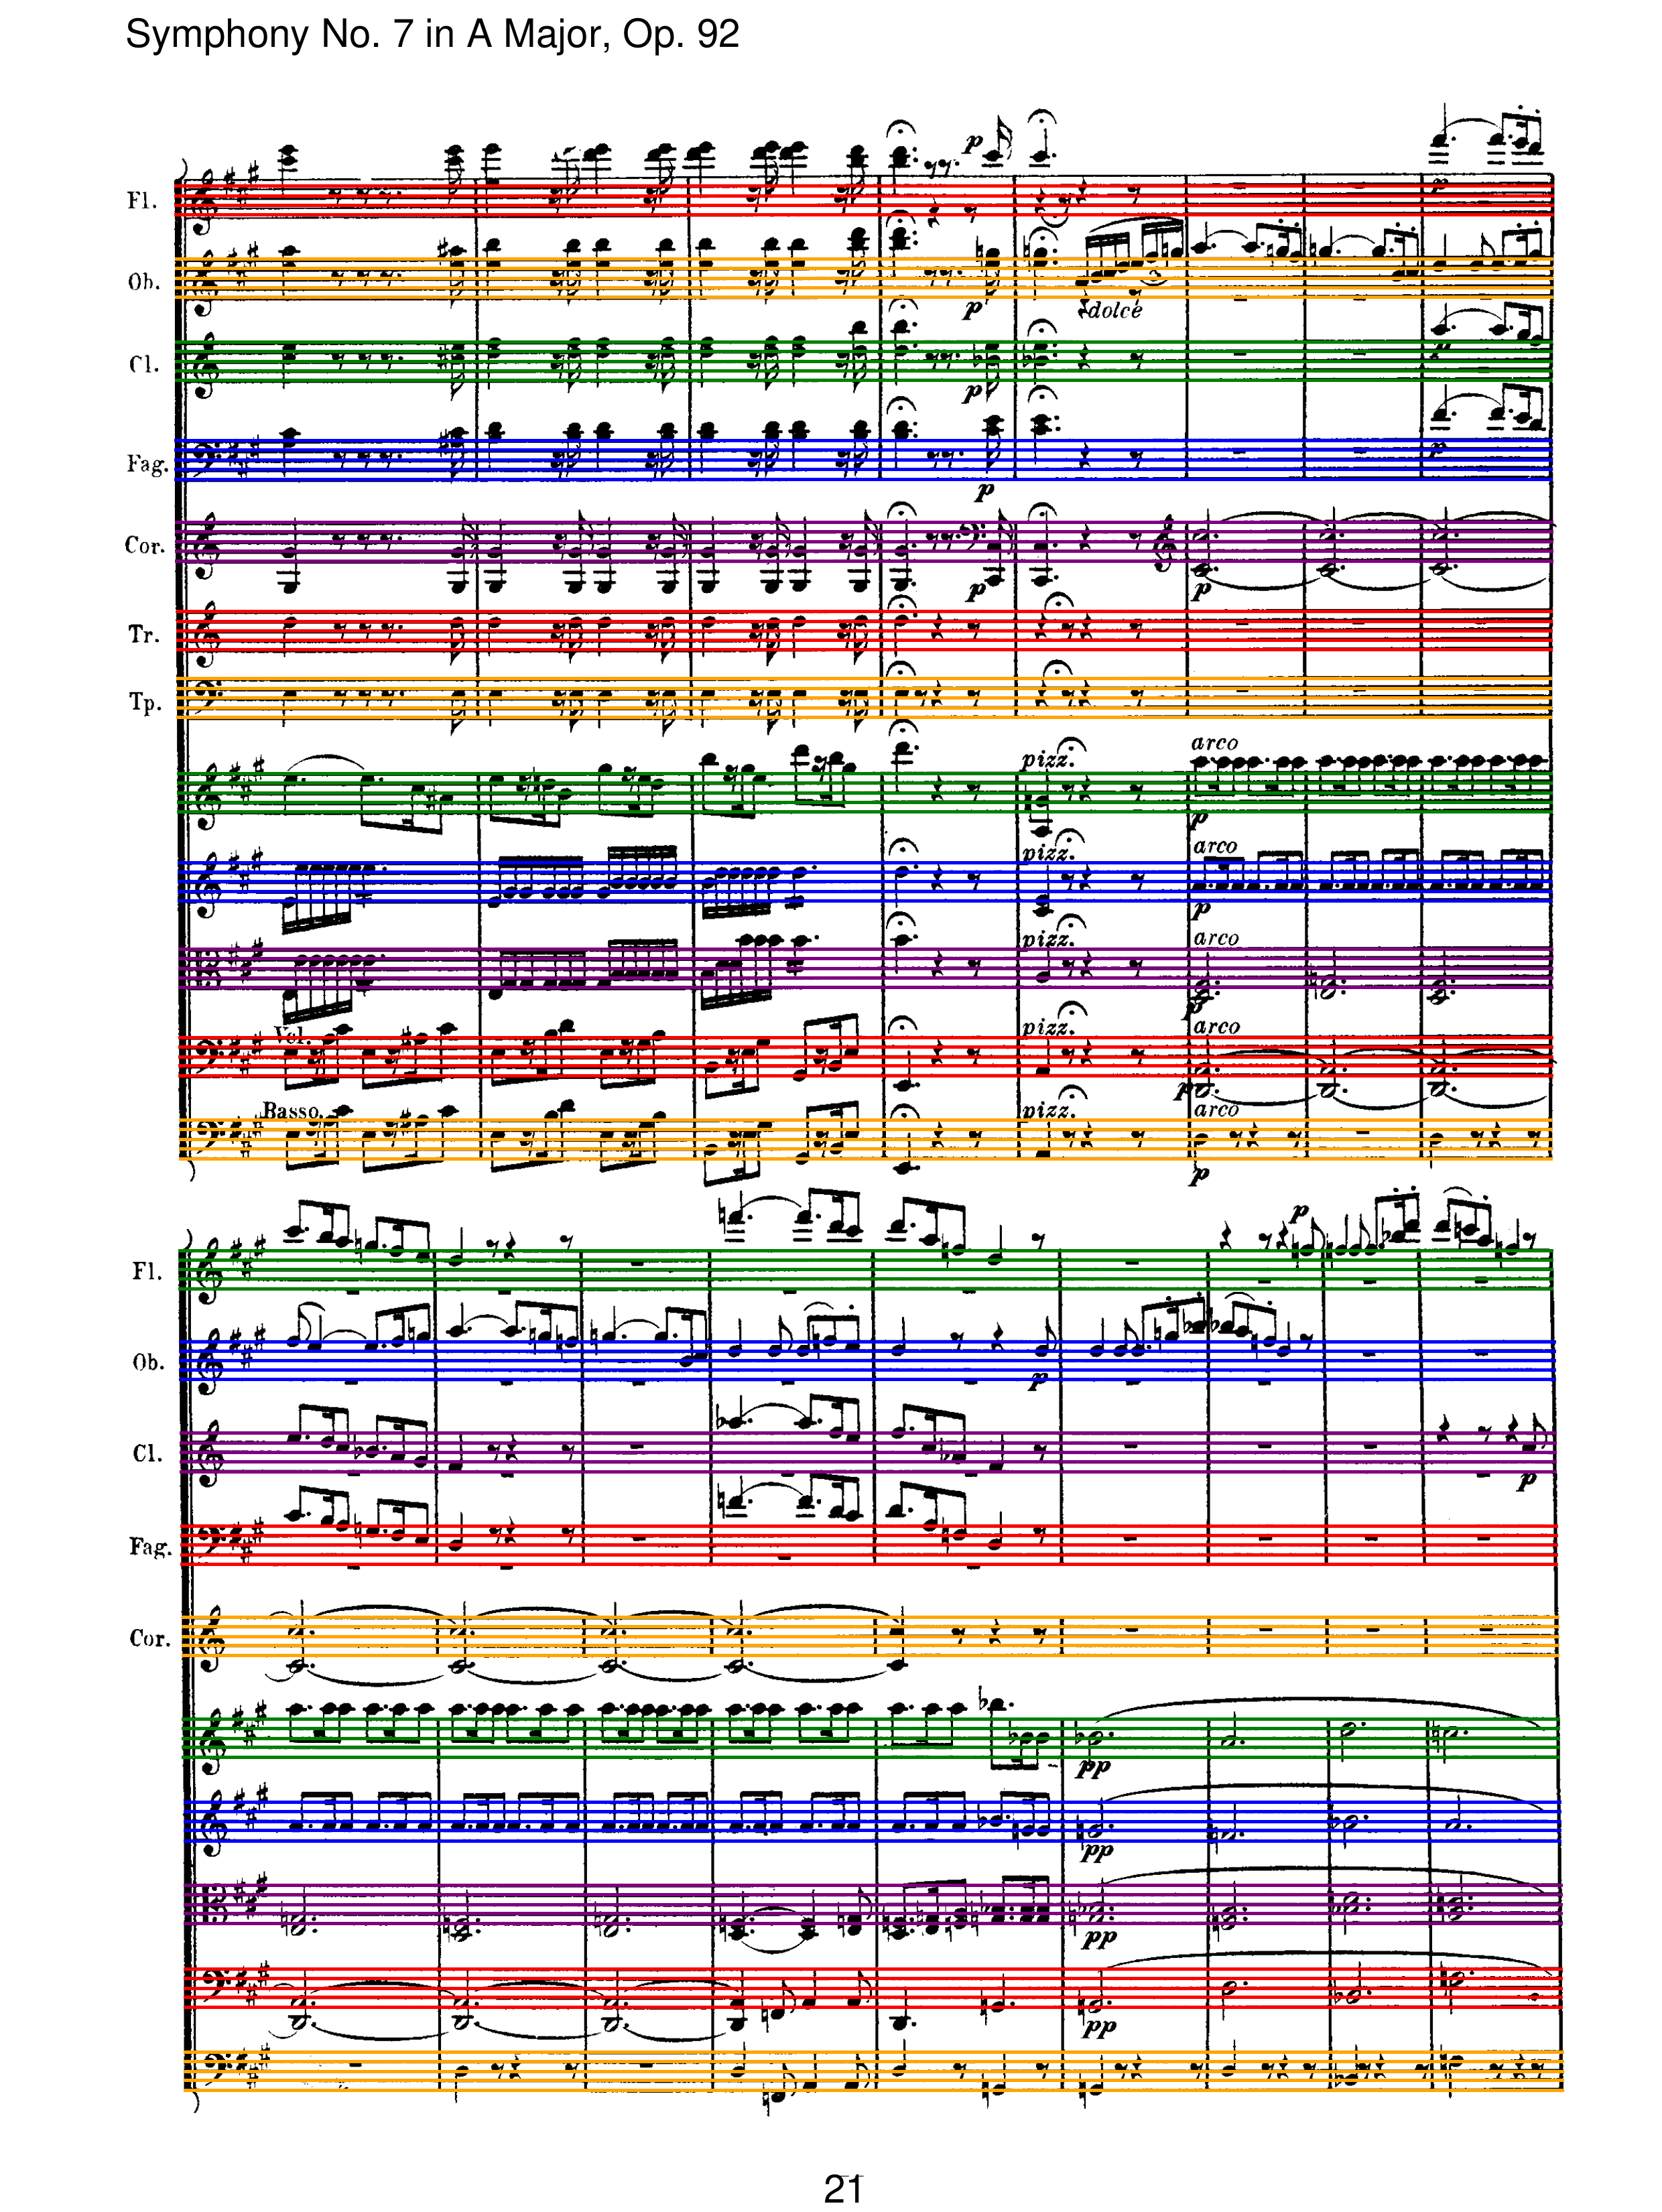 Symphony No. 7 in A Major, Op. 92
p
Fl.
p
Ob.
p
dolce
Cl.
p
p
Fag.
p
p
Cor.
p
p
Tr.
Tp.
pizz.
arco
p
pizz.
arco
p
pizz.
arco
p
Vcl.
pizz.
arco
p
Basso.
pizz.
arco
p
p
Fl.
Ob.
p
Cl.
p
Fag.
Cor.
pp
pp
pp
pp
21